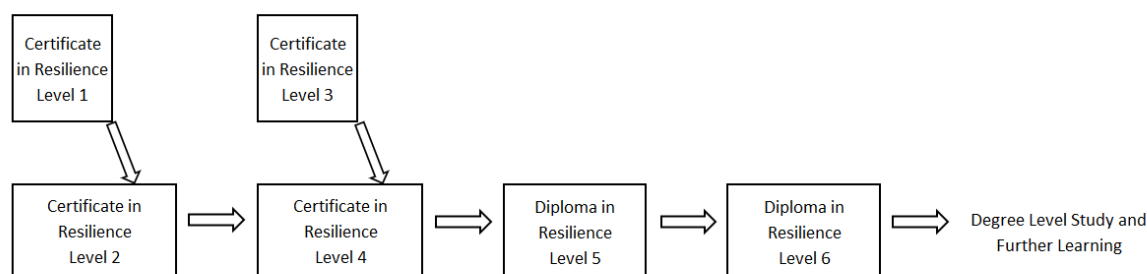 Certificate
in Resilience
Level 1
Certificate
in Resilience
Level 3
Certificate in
Resilience
Level 2
Certificate in
Resilience
Level 4
Diploma in
Resilience
Level 5
Diploma in
Resilience
Level 6
Degree Level Study and
Further Learning